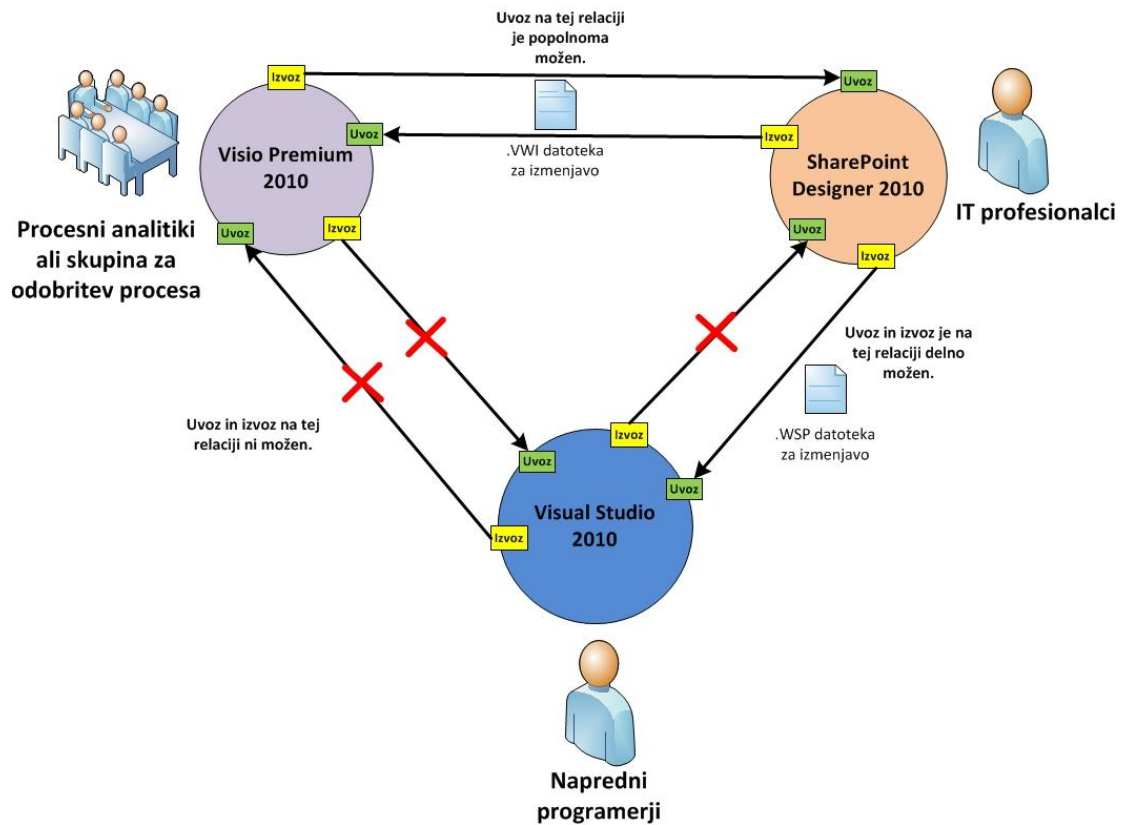 Uvoz na tej relaciji
je popolnoma
možen.
Izvoz
Uvoz
Uvoz
Izvoz
.VWI datoteka
za izmenjavo
Visio Premium
2010
SharePoint
Designer 2010
IT profesionalci
Procesni analitiki
ali skupina za
odobritev procesa
Uvoz
Izvoz
Uvoz
Izvoz
Uvoz in izvoz je na
tej relaciji delno
možen.
Uvoz in izvoz na tej
relaciji ni možen.
.WSP datoteka
za izmenjavo
Izvoz
Uvoz
Uvoz
Visual Studio
2010
Izvoz
Napredni
programerji